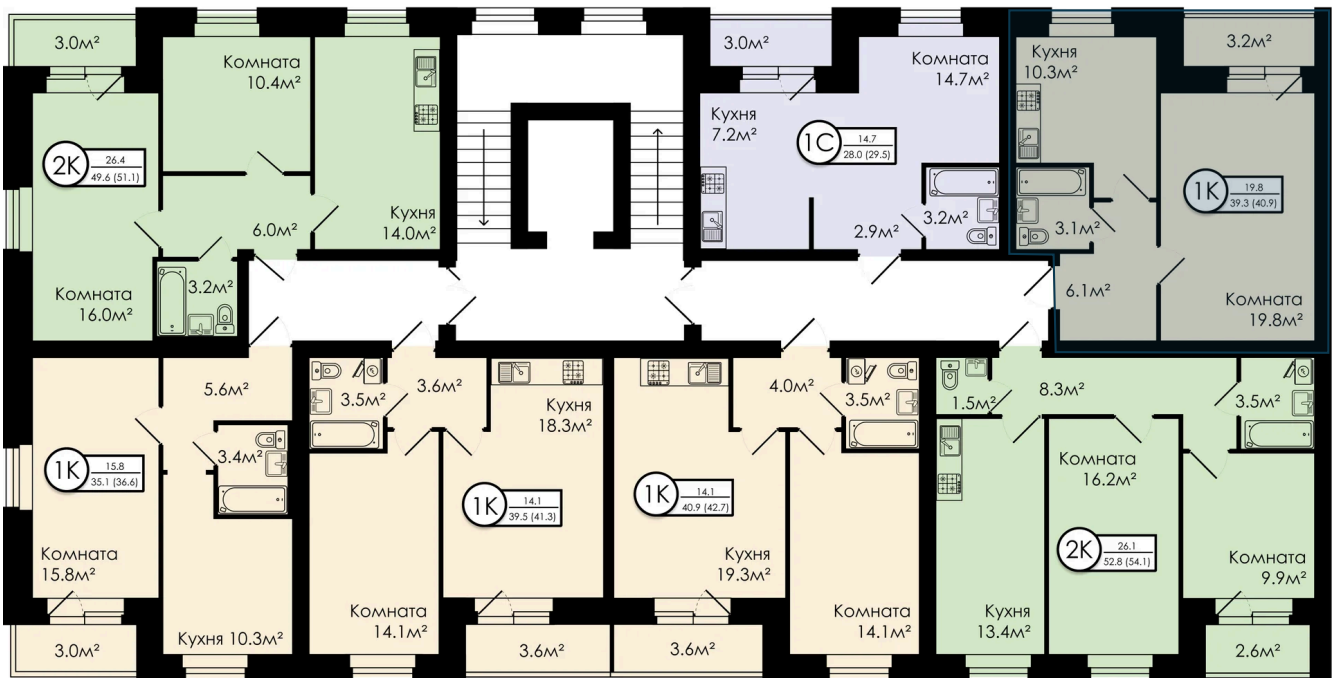 3.0м²
Комната
10.4м²
2К
26.4
49.6 (51.1)
Кухня
14.0м²
6.0м²
3.2м²
Комната
16.0м²
3.0м²
Комната
14.7м²
Кухня
7.2м²
1С
14.7
28.0 (29.5)
3.2м²
2.9м²
Кухня
10.3м²
3.2м²
1К
19.8
39.3 (40.9)
3.1м²
6.1м²
Комната
19.8м²
5.6м²
3.4м²
1К
15.8
35.1 (36.6)
Комната
15.8м²
Кухня 10.3м²
3.0м²
3.5м²
3.6м²
Кухня
18.3м²
1К
14.1
39.5 (41.3)
Комната
14.1м²
3.6м²
4.0м²
3.5м²
1К
14.1
40.9 (42.7)
Кухня
19.3м²
Комната
14.1м²
3.6м²
1.5м²
8.3м²
3.5м²
Комната
16.2м²
2К
26.1
52.8 (54.1)
Комната
9.9м²
Кухня
13.4м²
2.6м²